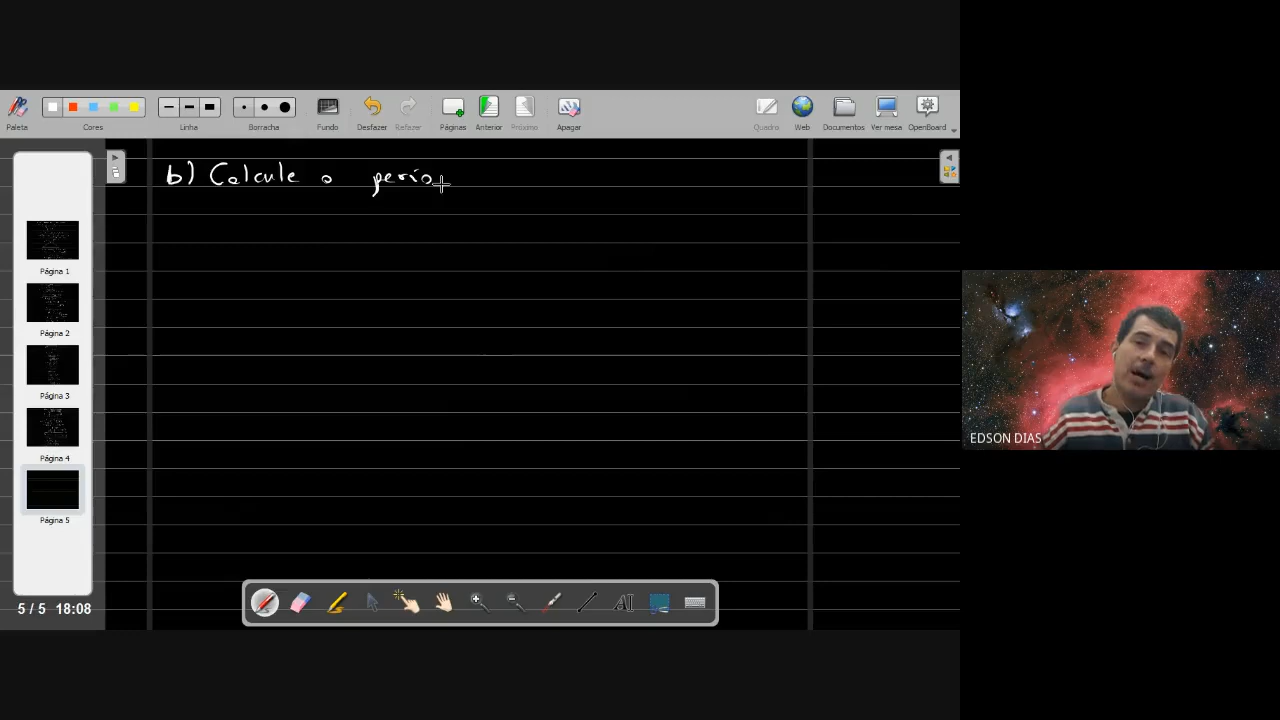 Paleta Cores Linha Borracha Fundo Desfazer Refazer Páginas Anterior Próximo Apagar Quadro Web Documentos Ver mesa OpenBoard
b) Calcule o perío
Página 1
Página 2
Página 3
Página 4
Página 5
EDSON DIAS
5 / 5 18:08